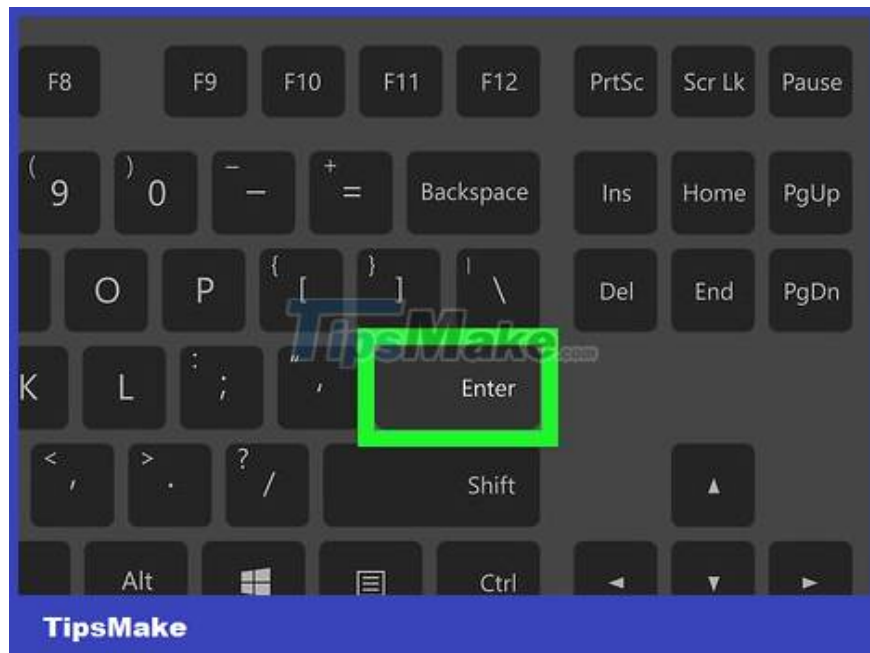 F8 F9 F10 F11 F12 PrtSc Scr Lk Pause
( 9 ) 0 _ - + = Backspace Ins Home PgUp
O P { [ } ] | \ Del End PgDn
TipsMake.com
K L : ; " ' Enter
< , > . ? / Shift ▲
Alt Ctrl ◄ ▼ ►
TipsMake